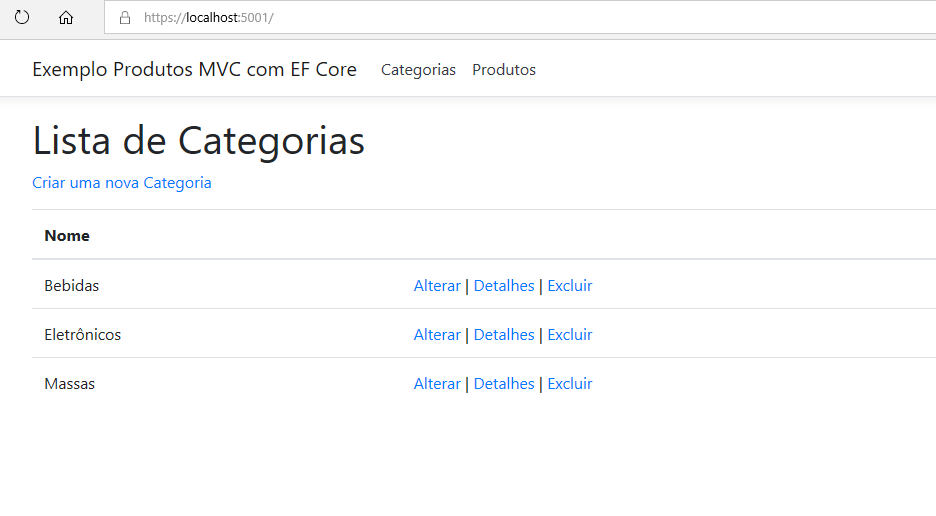 https://localhost:5001/
Exemplo Produtos MVC com EF Core Categorias Produtos
Lista de Categorias
Criar uma nova Categoria
Nome
Bebidas Alterar | Detalhes | Excluir
Eletrônicos Alterar | Detalhes | Excluir
Massas Alterar | Detalhes | Excluir